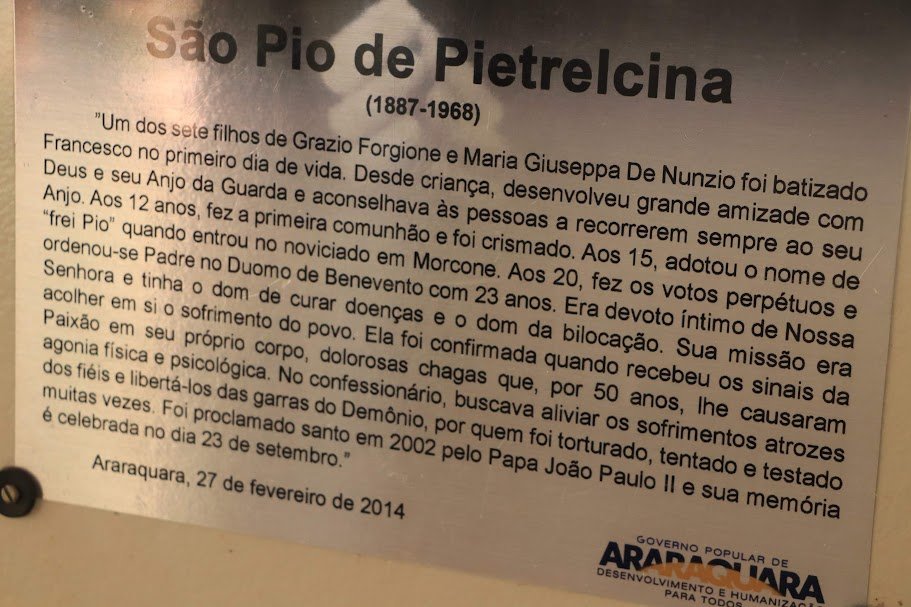 São Pio de Pietrelcina
(1887-1968)
"Um dos sete filhos de Grazio Forgione e Maria Giuseppa De Nunzio foi batizado
Francesco no primeiro dia de vida. Desde criança, desenvolveu grande amizade com
Deus e seu Anjo da Guarda e aconselhava às pessoas a recorrerem sempre ao seu
Anjo. Aos 12 anos, fez a primeira comunhão e foi crismado. Aos 15, adotou o nome de
"frei Pio" quando entrou no noviciado em Morcone. Aos 20, fez os votos perpétuos e
ordenou-se Padre no Duomo de Benevento com 23 anos. Era devoto íntimo de Nossa
Senhora e tinha o dom de curar doenças e o dom da bilocação. Sua missão era
acolher em si o sofrimento do povo. Ela foi confirmada quando recebeu os sinais da
Paixão em seu próprio corpo, dolorosas chagas que, por 50 anos, lhe causaram
agonia física e psicológica. No confessionário, buscava aliviar os sofrimentos atrozes
dos fiéis e libertá-los das garras do Demônio, por quem foi torturado, tentado e testado
muitas vezes. Foi proclamado santo em 2002 pelo Papa João Paulo II e sua memória
é celebrada no dia 23 de setembro."
Araraquara, 27 de fevereiro de 2014
GOVERNO POPULAR DE
ARARAQUARA
DESENVOLVIMENTO E HUMANIZAÇÃO
PARA TODOS